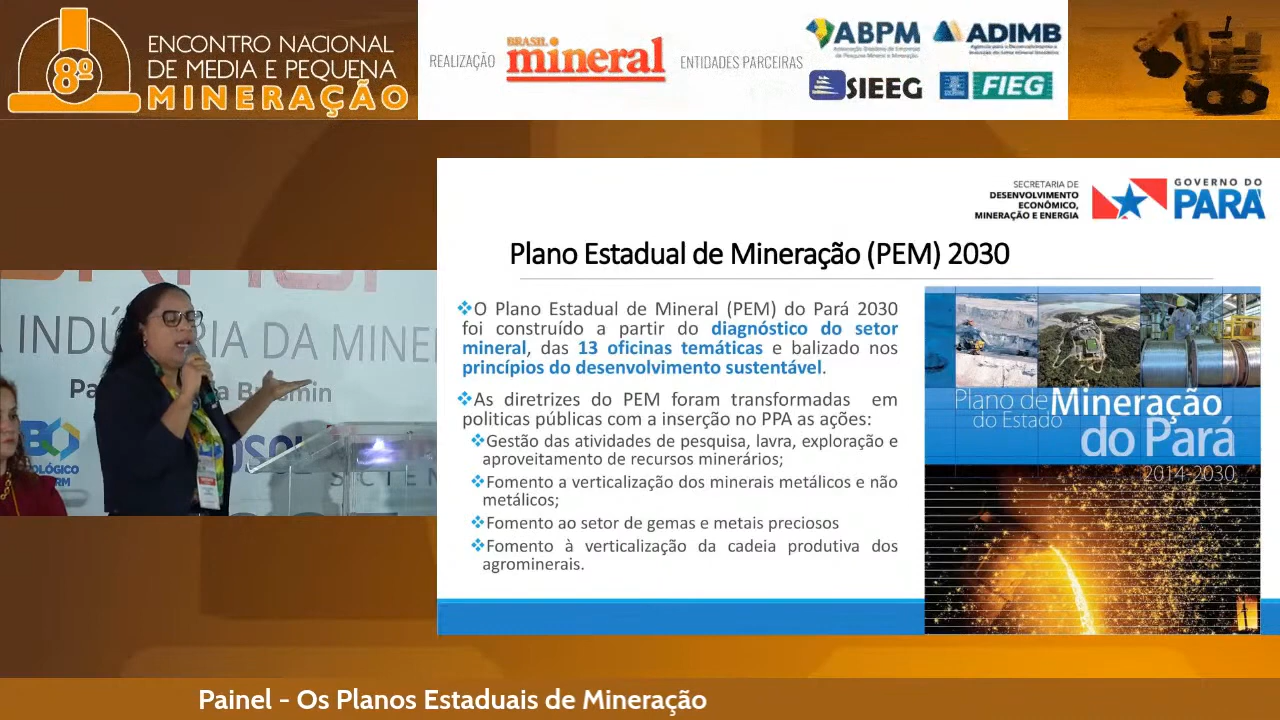 8º
ENCONTRO NACIONAL
DE MEDIA E PEQUENA
MINERAÇÃO
REALIZAÇÃO
BRASIL
mineral
ENTIDADES PARCEIRAS
ABPM
ADIMB
SIEEG
FIEG
SECRETARIA DE
DESENVOLVIMENTO
ECONÔMICO,
MINERAÇÃO E ENERGIA
GOVERNO DO
PARÁ
Plano Estadual de Mineração (PEM) 2030
O Plano Estadual de Mineral (PEM) do Pará 2030
foi construído a partir do diagnóstico do setor
mineral, das 13 oficinas temáticas e balizado nos
princípios do desenvolvimento sustentável.
As diretrizes do PEM foram transformadas em
politicas públicas com a inserção no PPA as ações:
Gestão das atividades de pesquisa, lavra, exploração e
aproveitamento de recursos minerários;
Fomento a verticalização dos minerais metálicos e não
metálicos;
Fomento ao setor de gemas e metais preciosos
Fomento à verticalização da cadeia produtiva dos
agrominerais.
Plano de Mineração
do Estado do Pará
2014-2030
INDÚSTRIA DA MINER
Painel - Os Planos Estaduais de Mineração